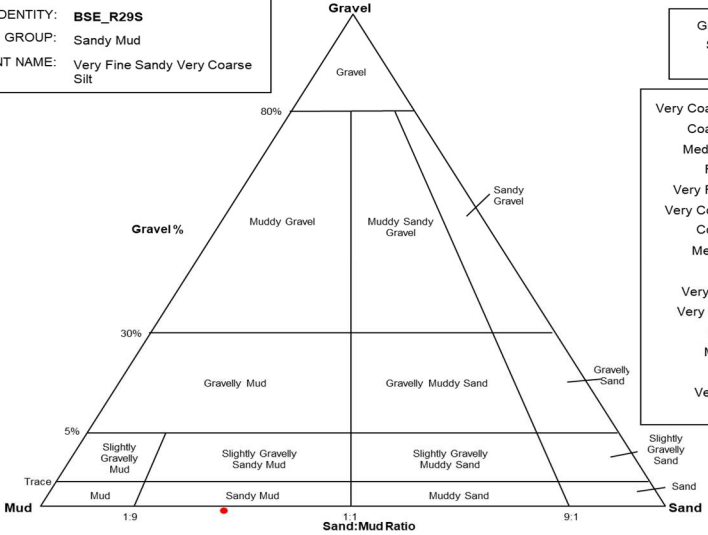 DENTITY: BSE_R29S
GROUP: Sandy Mud
NT NAME: Very Fine Sandy Very Coarse
Silt
Gravel
Gravel
80%
Sandy
Gravel
Muddy Gravel
Muddy Sandy
Gravel
Gravel %
30%
Gravelly
Sand
Gravelly Mud
Gravelly Muddy Sand
5%
Slightly
Gravelly
Mud
Slightly Gravelly
Sandy Mud
Slightly Gravelly
Muddy Sand
Slightly
Gravelly
Sand
Trace
Mud
Sandy Mud
Muddy Sand
Sand
Mud
Sand
1:9
1:1
9:1
Sand:Mud Ratio
G
S
Very Coa
Coa
Med
F
Very F
Very Co
Co
Me
Very
Very
M
Ve